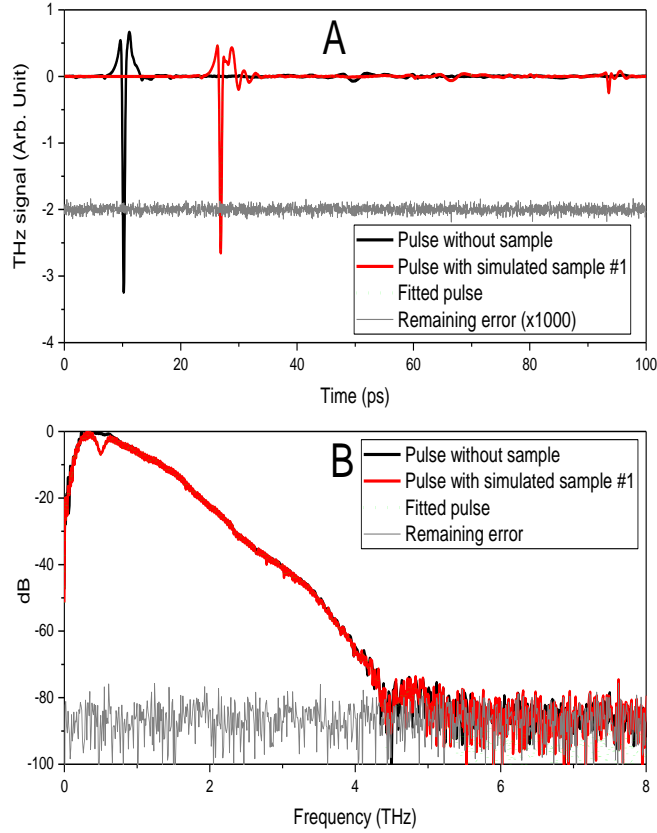 A
1
0
-1
-2
-3
-4
THz signal (Arb. Unit)
Pulse without sample
Pulse with simulated sample #1
Fitted pulse
Remaining error (x1000)
0 20 40 60 80 100
Time (ps)
B
0
-20
-40
-60
-80
-100
dB
Pulse without sample
Pulse with simulated sample #1
Fitted pulse
Remaining error
0 2 4 6 8
Frequency (THz)